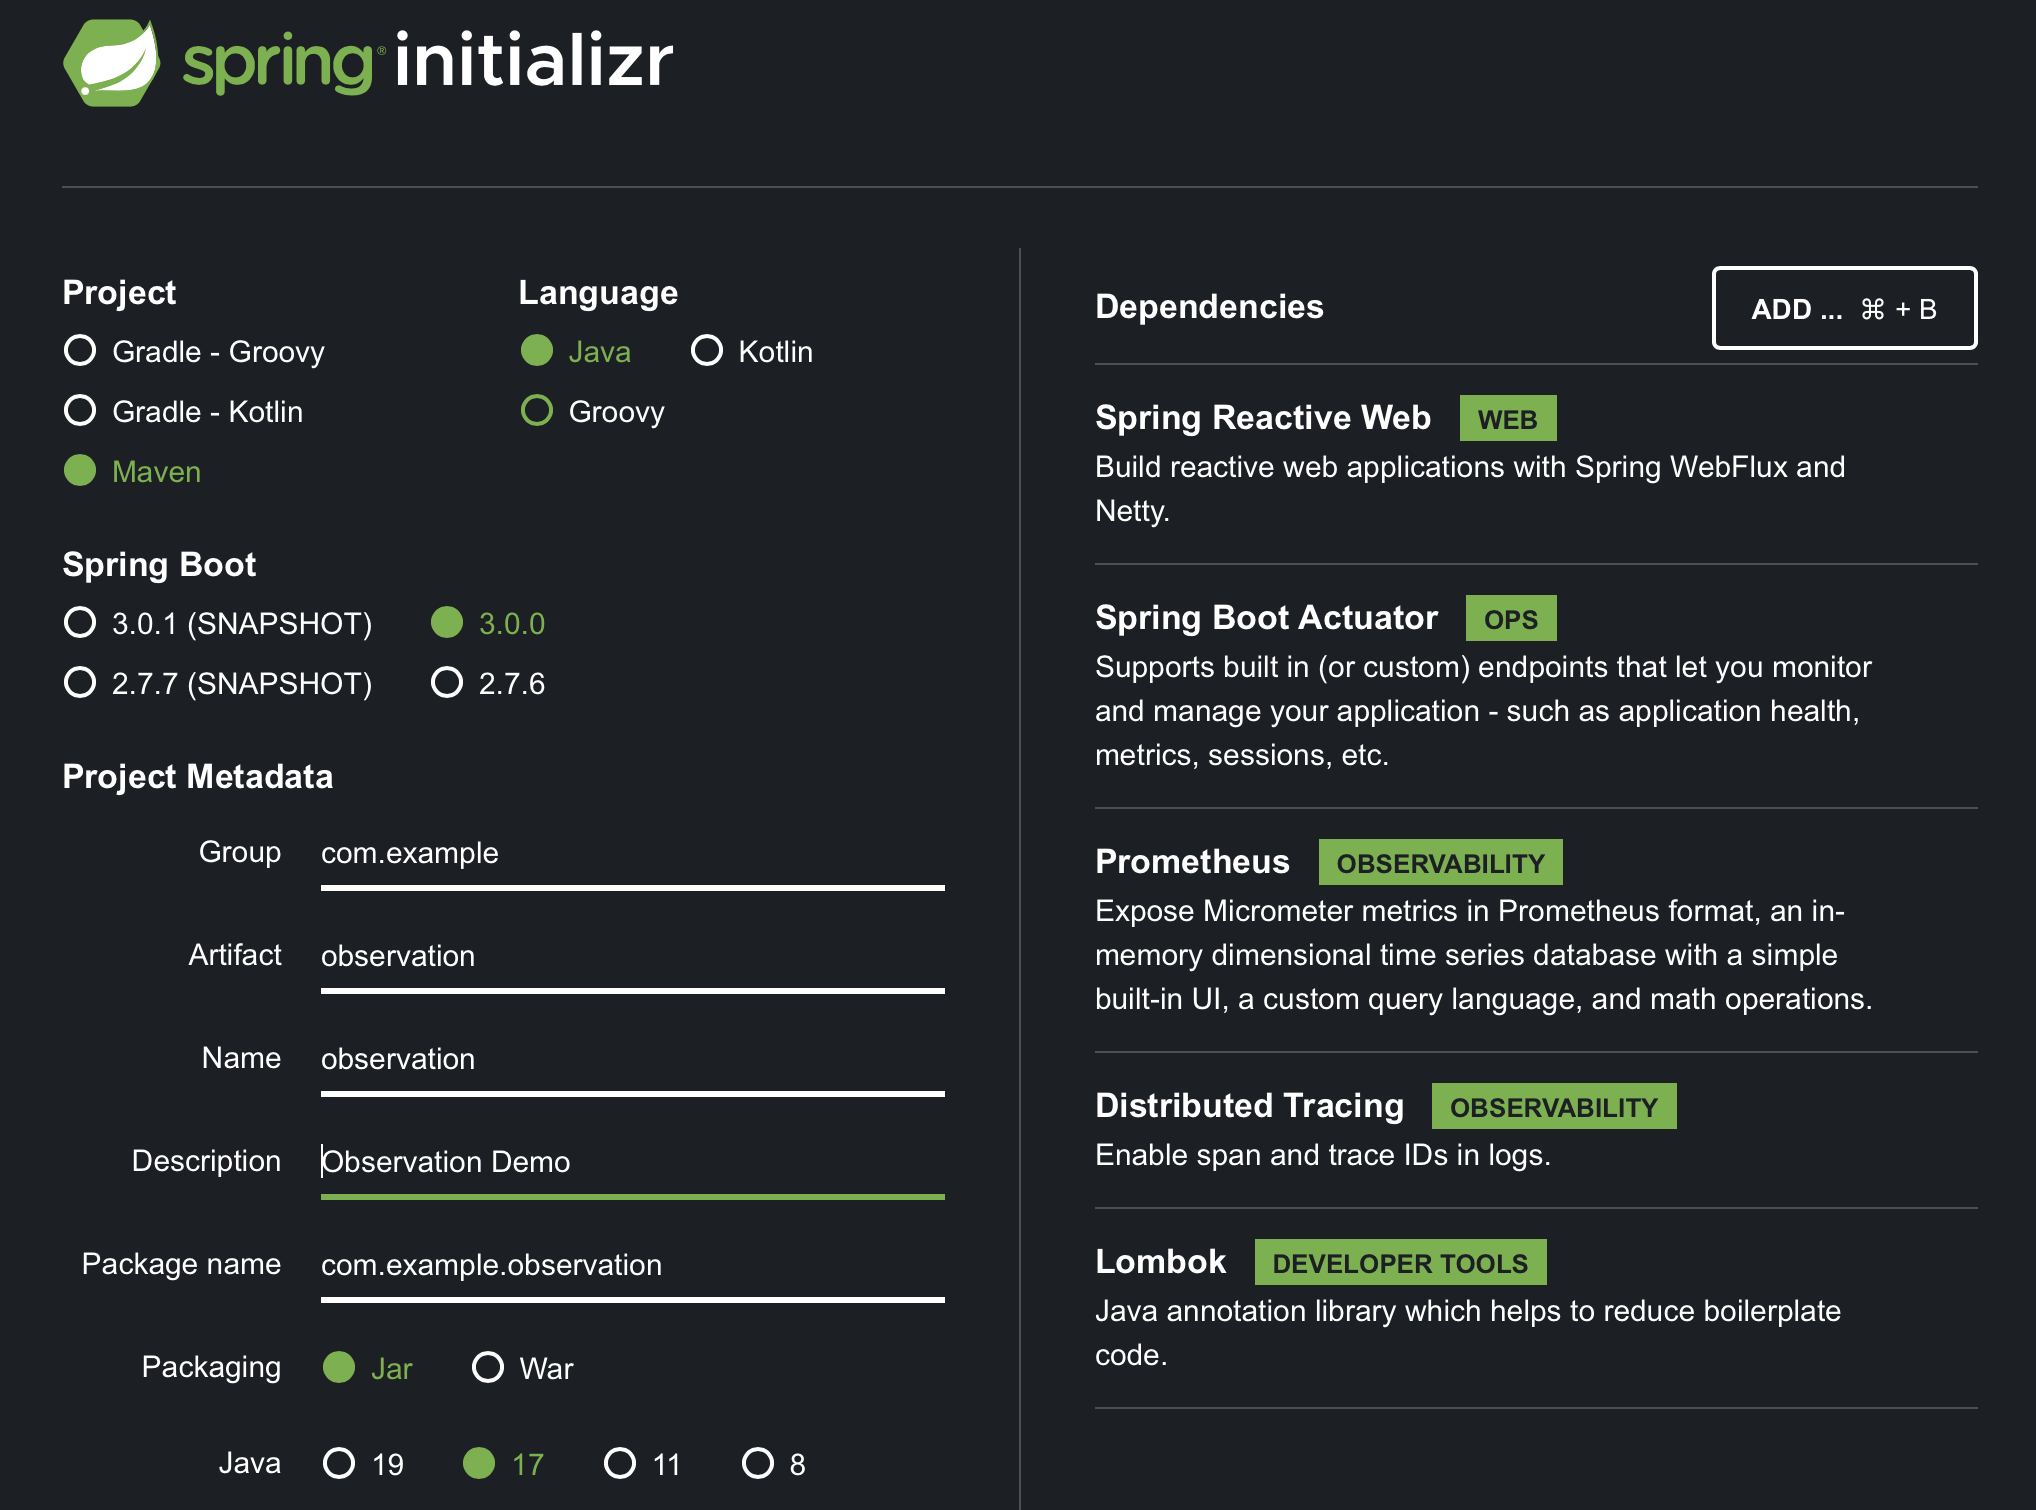 spring® initializr
Project
Gradle - Groovy
Gradle - Kotlin
Maven
Language
Java Kotlin
Groovy
Spring Boot
3.0.1 (SNAPSHOT) 3.0.0
2.7.7 (SNAPSHOT) 2.7.6
Project Metadata
Group com.example
Artifact observation
Name observation
Description Observation Demo
Package name com.example.observation
Packaging Jar War
Java 19 17 11 8
Dependencies
ADD ... ⌘ + B
Spring Reactive Web WEB
Build reactive web applications with Spring WebFlux and
Netty.
Spring Boot Actuator OPS
Supports built in (or custom) endpoints that let you monitor
and manage your application - such as application health,
metrics, sessions, etc.
Prometheus OBSERVABILITY
Expose Micrometer metrics in Prometheus format, an in-
memory dimensional time series database with a simple
built-in UI, a custom query language, and math operations.
Distributed Tracing OBSERVABILITY
Enable span and trace IDs in logs.
Lombok DEVELOPER TOOLS
Java annotation library which helps to reduce boilerplate
code.